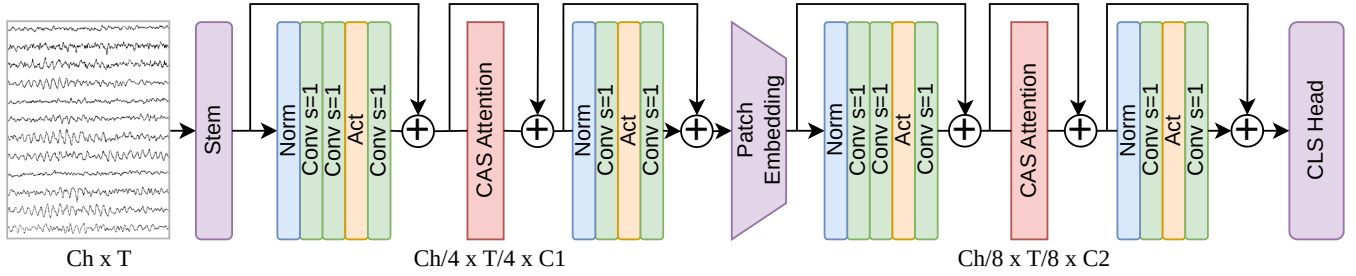 Stem
Norm
Conv s=1
Conv s=1
Act
Conv s=1
CAS Attention
Norm
Conv s=1
Act
Conv s=1
Patch
Embedding
Norm
Conv s=1
Conv s=1
Act
Conv s=1
CAS Attention
Norm
Conv s=1
Act
Conv s=1
CLS Head
Ch x T
Ch/4 x T/4 x C1
Ch/8 x T/8 x C2